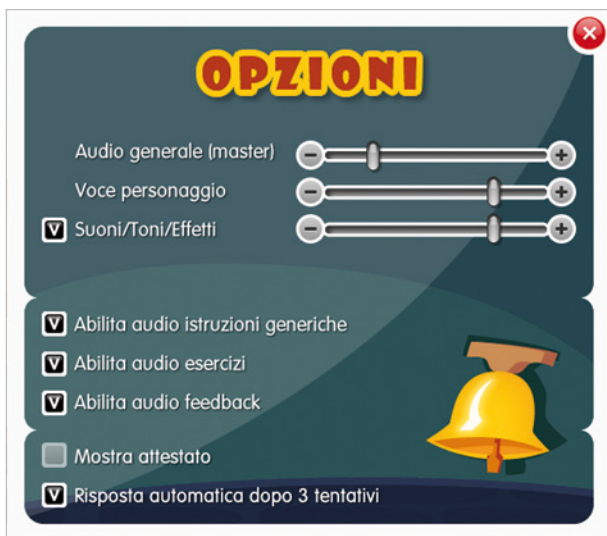 OPZIONI
Audio generale (master)
Voce personaggio
V Suoni/Toni/Effetti
V Abilita audio istruzioni generiche
V Abilita audio esercizi
V Abilita audio feedback
Mostra attestato
V Risposta automatica dopo 3 tentativi